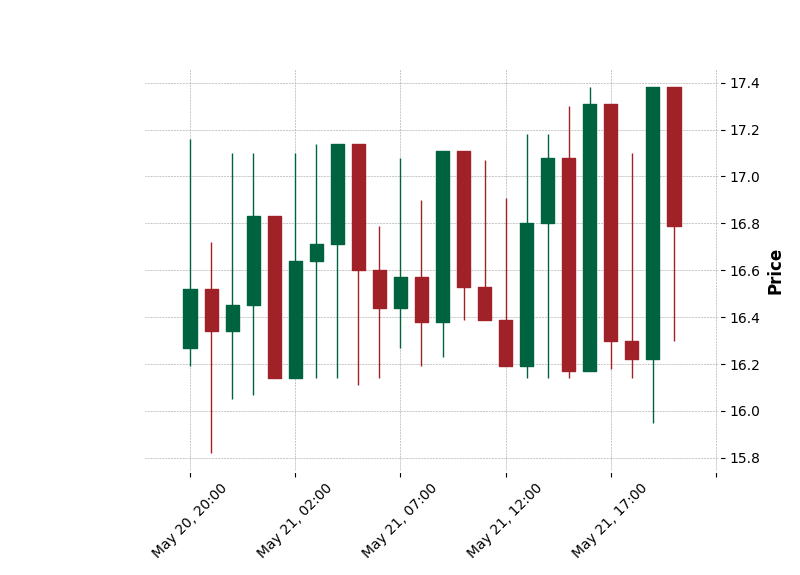 17.4
17.2
17.0
16.8
16.6
16.4
16.2
16.0
15.8
Price
May 20, 20:00
May 21, 02:00
May 21, 07:00
May 21, 12:00
May 21, 17:00